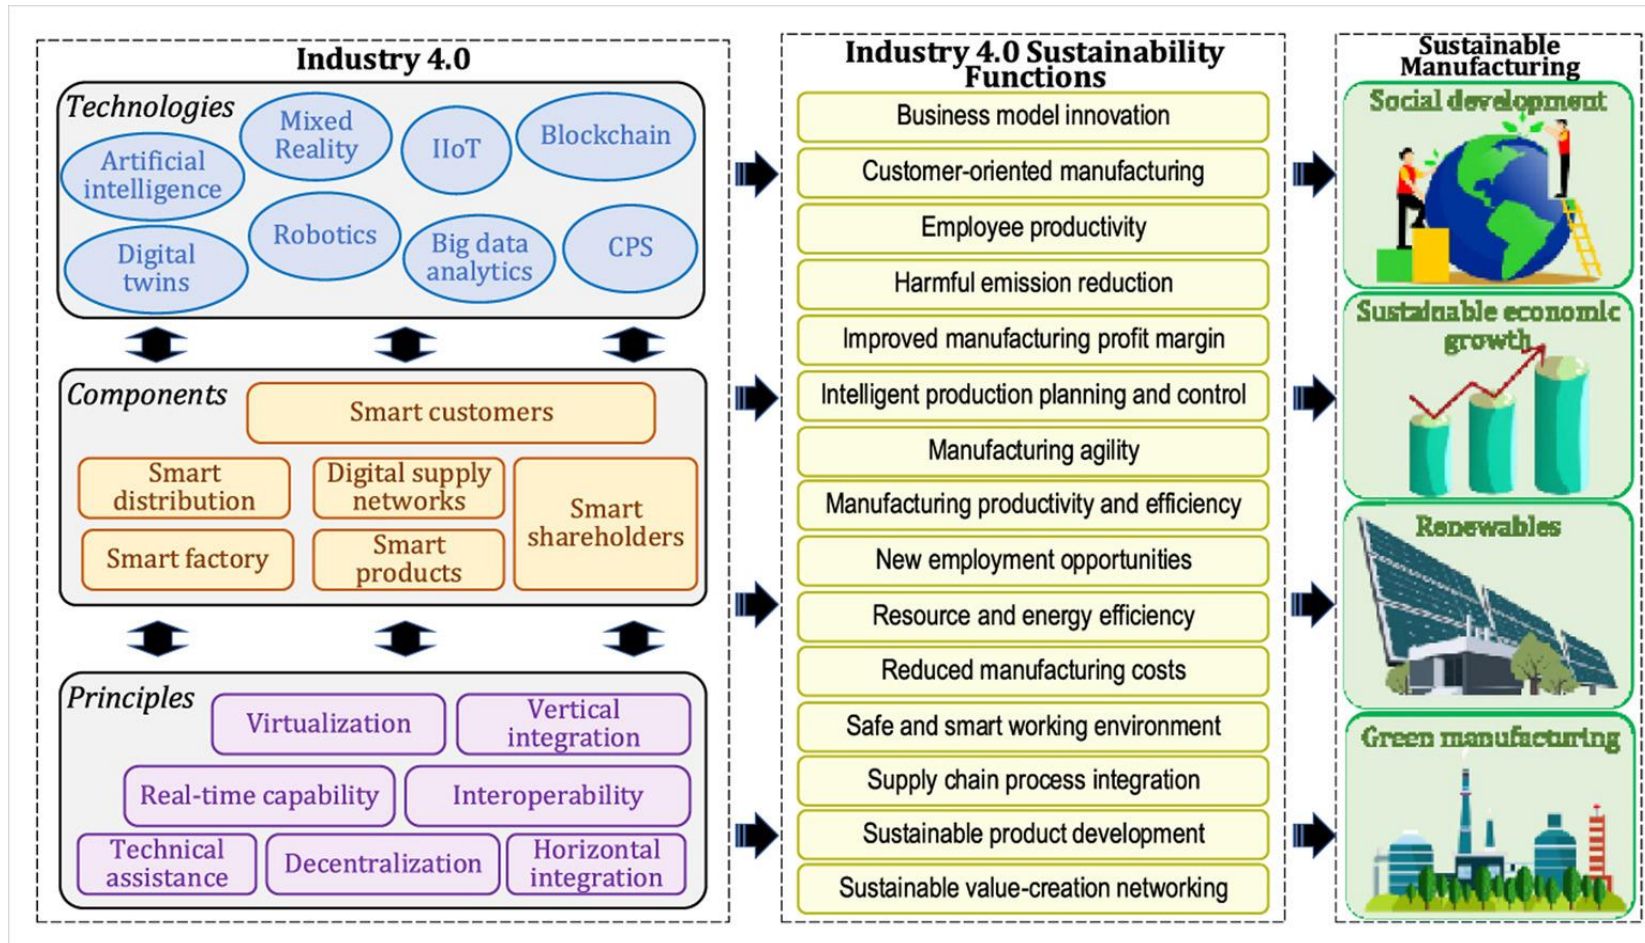 Industry 4.0
Technologies
Mixed
Reality
IIoT
Blockchain
Artificial
intelligence
Robotics
Big data
analytics
CPS
Digital
twins
Components
Smart customers
Smart
distribution
Digital supply
networks
Smart
shareholders
Smart factory
Smart
products
Principles
Virtualization
Vertical
integration
Real-time capability
Interoperability
Technical
assistance
Decentralization
Horizontal
integration
Industry 4.0 Sustainability
Functions
Business model innovation
Customer-oriented manufacturing
Employee productivity
Harmful emission reduction
Improved manufacturing profit margin
Intelligent production planning and control
Manufacturing agility
Manufacturing productivity and efficiency
New employment opportunities
Resource and energy efficiency
Reduced manufacturing costs
Safe and smart working environment
Supply chain process integration
Sustainable product development
Sustainable value-creation networking
Sustainable
Manufacturing
Social development
Sustainable economic
growth
Renewables
Green manufacturing